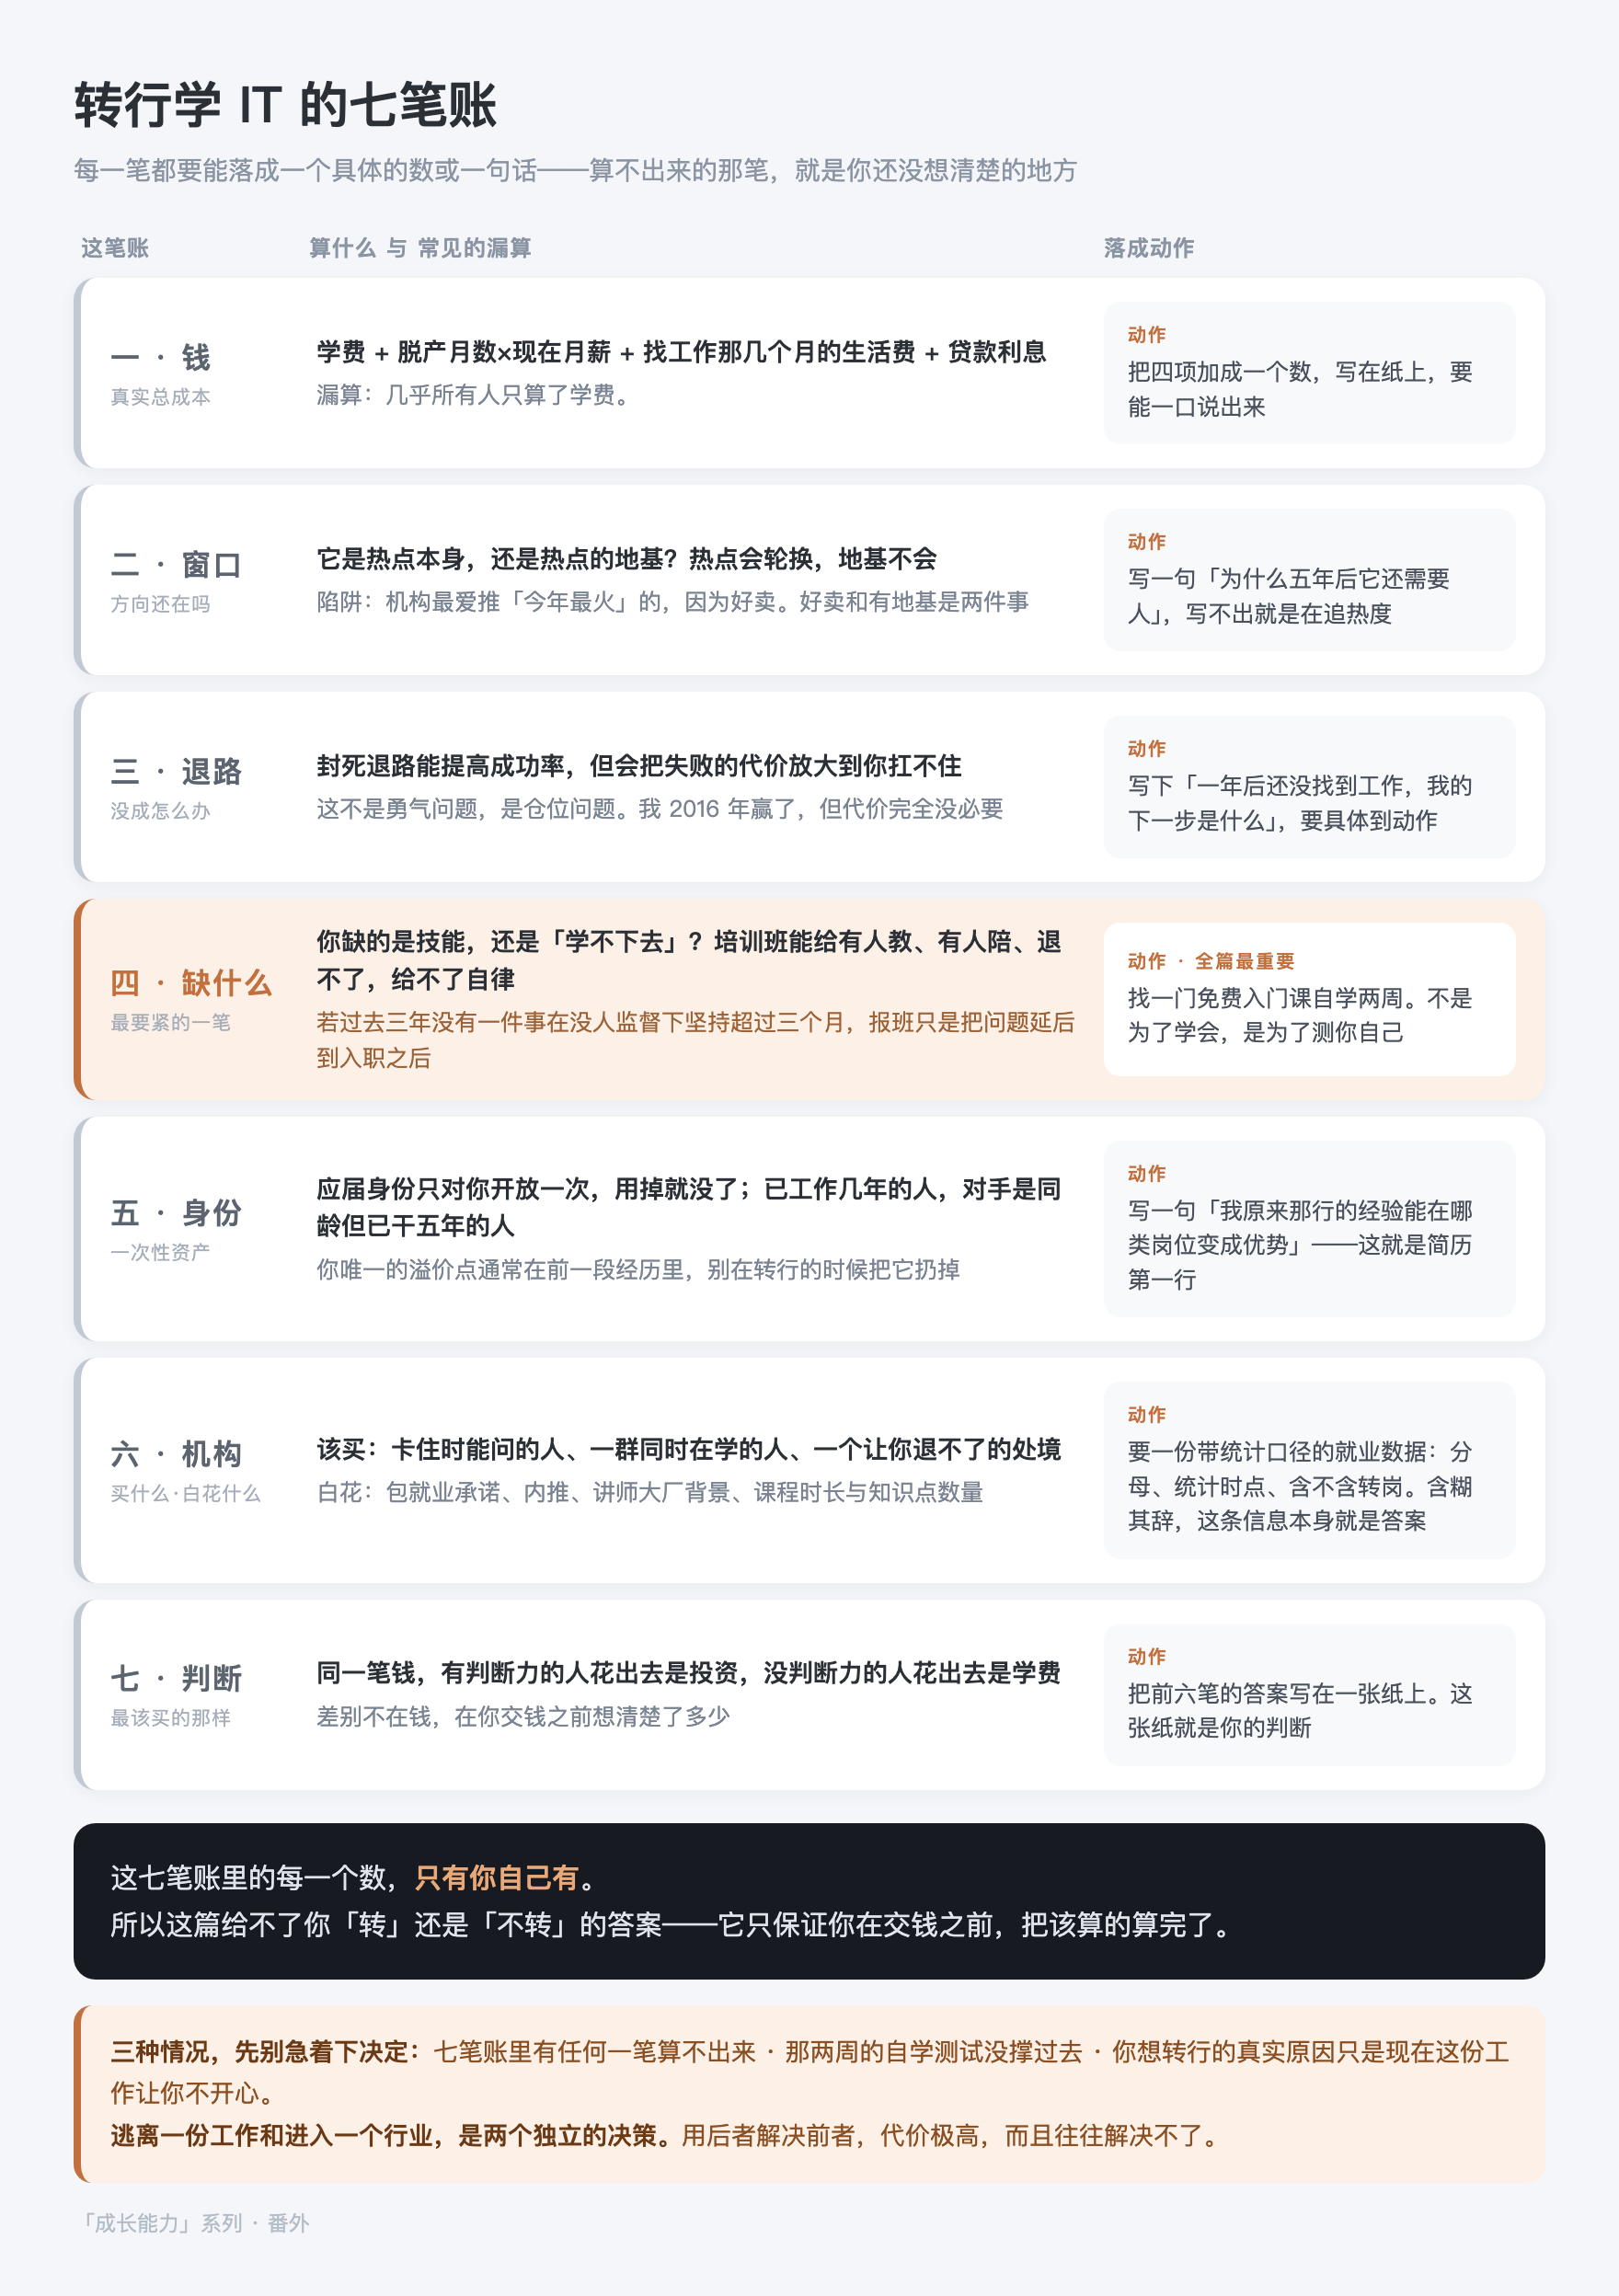 转行学 IT 的七笔账
每一笔都要能落成一个具体的数或一句话——算不出来的那笔，就是你还没想清楚的地方
这笔账
算什么 与 常见的漏算
落成动作
一 · 钱
真实总成本
学费 + 脱产月数×现在月薪 + 找工作那几个月的生活费 + 贷款利息
漏算：几乎所有人只算了学费。
动作
把四项加成一个数，写在纸上，要
能一口说出来
二 · 窗口
方向还在吗
它是热点本身，还是热点的地基？热点会轮换，地基不会
陷阱：机构最爱推「今年最火」的，因为好卖。好卖和有地基是两件事
动作
写一句「为什么五年后它还需要
人」，写不出就是在追热度
三 · 退路
没成怎么办
封死退路能提高成功率，但会把失败的代价放大到你扛不住
这不是勇气问题，是仓位问题。我 2016 年赢了，但代价完全没必要
动作
写下「一年后还没找到工作，我的
下一步是什么」，要具体到动作
四 · 缺什么
最要紧的一笔
你缺的是技能，还是「学不下去」？培训班能给有人教、有人陪、退
不了，给不了自律
若过去三年没有一件事在没人监督下坚持超过三个月，报班只是把问题延后
到入职之后
动作 · 全篇最重要
找一门免费入门课自学两周。不是
为了学会，是为了测你自己
五 · 身份
一次性资产
应届身份只对你开放一次，用掉就没了；已工作几年的人，对手是同
龄但已干五年的人
你唯一的溢价点通常在前一段经历里，别在转行的时候把它扔掉
动作
写一句「我原来那行的经验能在哪
类岗位变成优势」——这就是简历
第一行
六 · 机构
买什么·白花什么
该买：卡住时能问的人、一群同时在学的人、一个让你退不了的处境
白花：包就业承诺、内推、讲师大厂背景、课程时长与知识点数量
动作
要一份带统计口径的就业数据：分
母、统计时点、含不含转岗。含糊
其辞，这条信息本身就是答案
七 · 判断
最该买的那样
同一笔钱，有判断力的人花出去是投资，没判断力的人花出去是学费
差别不在钱，在你交钱之前想清楚了多少
动作
把前六笔的答案写在一张纸上。这
张纸就是你的判断
这七笔账里的每一个数，只有你自己有。
所以这篇给不了你「转」还是「不转」的答案——它只保证你在交钱之前，把该算的算完了。
三种情况，先别急着下决定：七笔账里有任何一笔算不出来 · 那两周的自学测试没撑过去 · 你想转行的真实原因只是现在这份工
作让你不开心。
逃离一份工作和进入一个行业，是两个独立的决策。用后者解决前者，代价极高，而且往往解决不了。
「成长能力」系列 · 番外